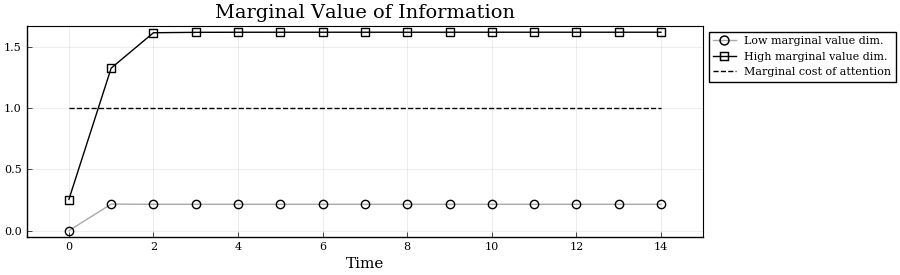 Marginal Value of Information
1.5
1.0
0.5
0.0
0 2 4 6 8 10 12 14
Time
Low marginal value dim.
High marginal value dim.
Marginal cost of attention